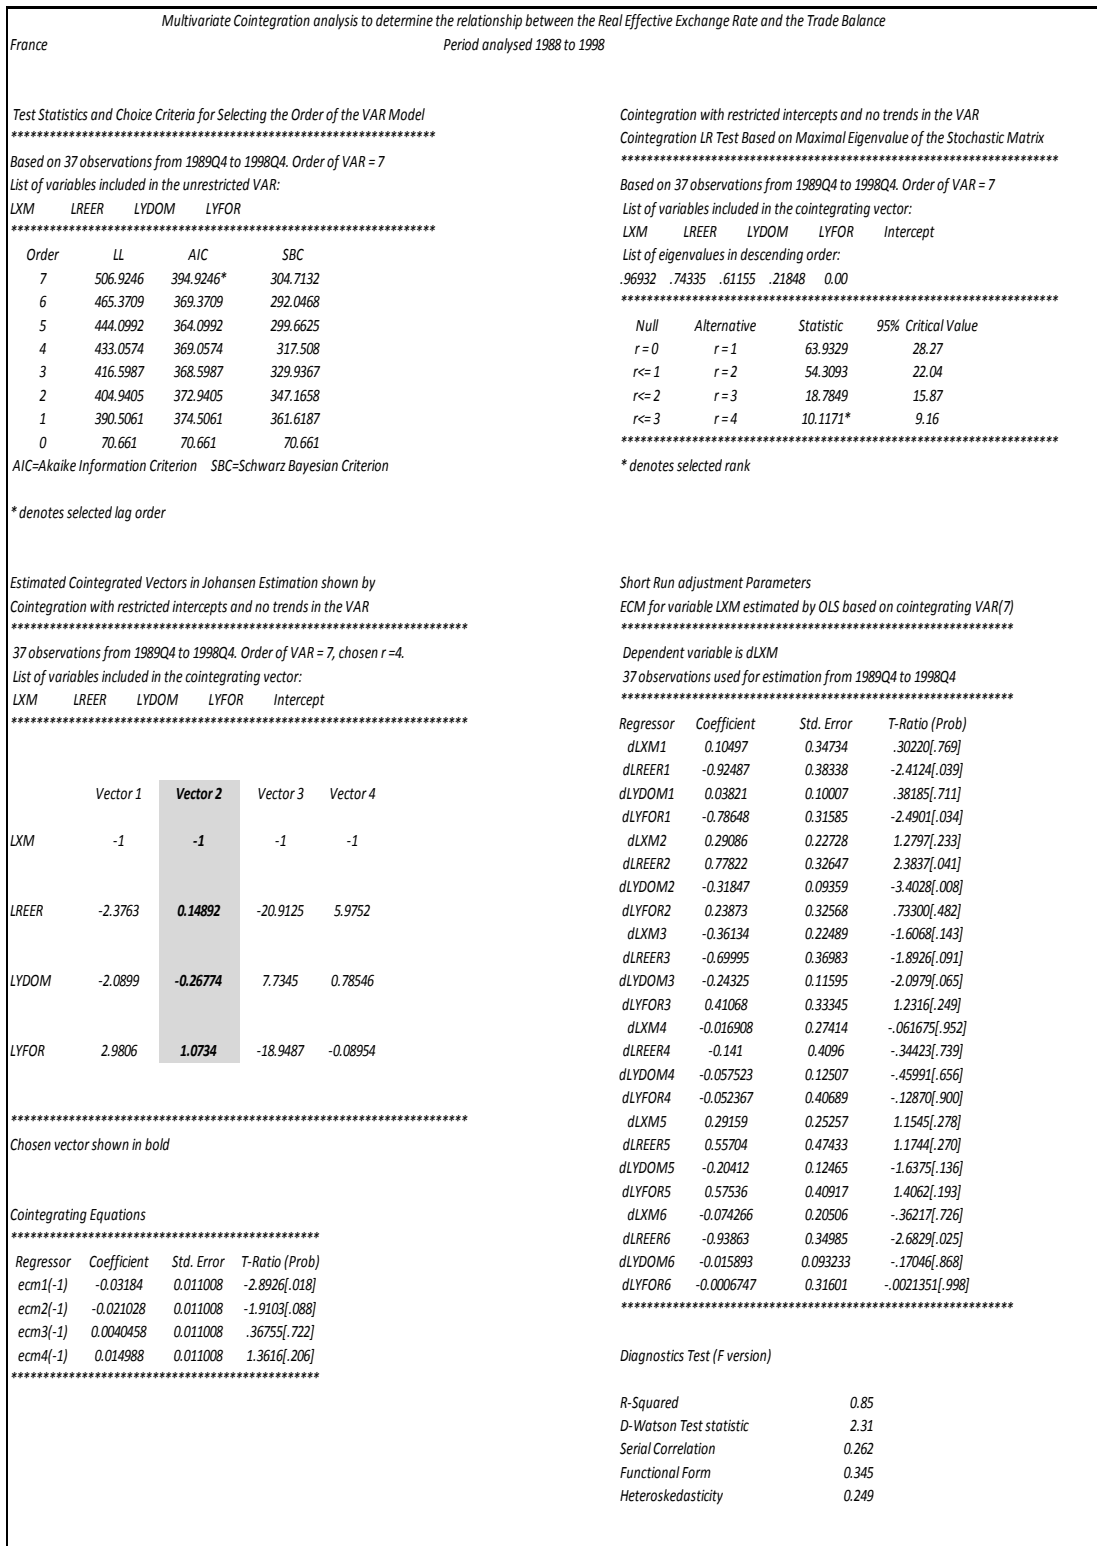 Multivariate Cointegration analysis to determine the relationship between the Real Effective Exchange Rate and the Trade Balance
France Period analysed 1988 to 1998
Test Statistics and Choice Criteria for Selecting the Order of the VAR Model
*******************************************************************
Based on 37 observations from 1989Q4 to 1998Q4. Order of VAR = 7
List of variables included in the unrestricted VAR:
LXM LREER LYDOM LYFOR
*******************************************************************
Order LL AIC SBC
7 506.9246 394.9246* 304.7132
6 465.3709 369.3709 292.0468
5 444.0992 364.0992 299.6625
4 433.0574 369.0574 317.508
3 416.5987 368.5987 329.9367
2 404.9405 372.9405 347.1658
1 390.5061 374.5061 361.6187
0 70.661 70.661 70.661
AIC=Akaike Information Criterion SBC=Schwarz Bayesian Criterion
* denotes selected lag order
Cointegration with restricted intercepts and no trends in the VAR
Cointegration LR Test Based on Maximal Eigenvalue of the Stochastic Matrix
*********************************************************************
Based on 37 observations from 1989Q4 to 1998Q4. Order of VAR = 7
List of variables included in the cointegrating vector:
LXM LREER LYDOM LYFOR Intercept
List of eigenvalues in descending order:
.96932 .74335 .61155 .21848 0.00
*********************************************************************
Null Alternative Statistic 95% Critical Value
r = 0 r = 1 63.9329 28.27
r<= 1 r = 2 54.3093 22.04
r<= 2 r = 3 18.7849 15.87
r<= 3 r = 4 10.1171* 9.16
*********************************************************************
* denotes selected rank
Estimated Cointegrated Vectors in Johansen Estimation shown by
Cointegration with restricted intercepts and no trends in the VAR
************************************************************************
37 observations from 1989Q4 to 1998Q4. Order of VAR = 7, chosen r =4.
List of variables included in the cointegrating vector:
LXM LREER LYDOM LYFOR Intercept
************************************************************************
Vector 1 Vector 2 Vector 3 Vector 4
LXM -1 -1 -1 -1
LREER -2.3763 0.14892 -20.9125 5.9752
LYDOM -2.0899 -0.26774 7.7345 0.78546
LYFOR 2.9806 1.0734 -18.9487 -0.08954
************************************************************************
Chosen vector shown in bold
Cointegrating Equations
*************************************************
Regressor Coefficient Std. Error T-Ratio (Prob)
ecm1(-1) -0.03184 0.011008 -2.8926[.018]
ecm2(-1) -0.021028 0.011008 -1.9103[.088]
ecm3(-1) 0.0040458 0.011008 .36755[.722]
ecm4(-1) 0.014988 0.011008 1.3616[.206]
*************************************************
Short Run adjustment Parameters
ECM for variable LXM estimated by OLS based on cointegrating VAR(7)
**************************************************************
Dependent variable is dLXM
37 observations used for estimation from 1989Q4 to 1998Q4
**************************************************************
Regressor Coefficient Std. Error T-Ratio (Prob)
dLXM1 0.10497 0.34734 .30220[.769]
dLREER1 -0.92487 0.38338 -2.4124[.039]
dLYDOM1 0.03821 0.10007 .38185[.711]
dLYFOR1 -0.78648 0.31585 -2.4901[.034]
dLXM2 0.29086 0.22728 1.2797[.233]
dLREER2 0.77822 0.32647 2.3837[.041]
dLYDOM2 -0.31847 0.09359 -3.4028[.008]
dLYFOR2 0.23873 0.32568 .73300[.482]
dLXM3 -0.36134 0.22489 -1.6068[.143]
dLREER3 -0.69995 0.36983 -1.8926[.091]
dLYDOM3 -0.24325 0.11595 -2.0979[.065]
dLYFOR3 0.41068 0.33345 1.2316[.249]
dLXM4 -0.016908 0.27414 -.061675[.952]
dLREER4 -0.141 0.4096 -.34423[.739]
dLYDOM4 -0.057523 0.12507 -.45991[.656]
dLYFOR4 -0.052367 0.40689 -.12870[.900]
dLXM5 0.29159 0.25257 1.1545[.278]
dLREER5 0.55704 0.47433 1.1744[.270]
dLYDOM5 -0.20412 0.12465 -1.6375[.136]
dLYFOR5 0.57536 0.40917 1.4062[.193]
dLXM6 -0.074266 0.20506 -.36217[.726]
dLREER6 -0.93863 0.34985 -2.6829[.025]
dLYDOM6 -0.015893 0.093233 -.17046[.868]
dLYFOR6 -0.0006747 0.31601 -.0021351[.998]
**************************************************************
Diagnostics Test (F version)
R-Squared 0.85
D-Watson Test statistic 2.31
Serial Correlation 0.262
Functional Form 0.345
Heteroskedasticity 0.249